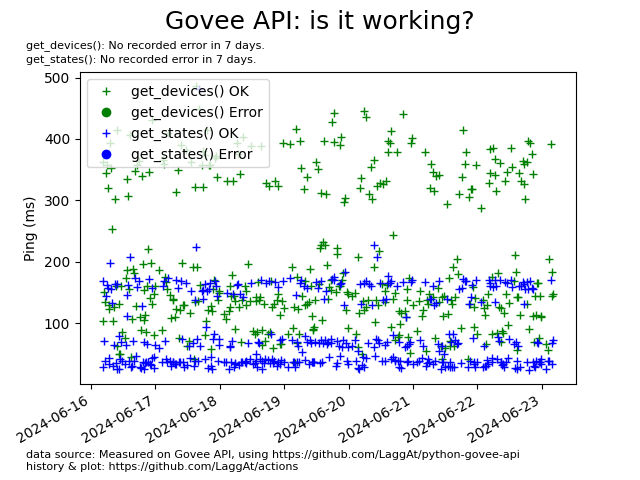 Govee API: is it working?
get_devices(): No recorded error in 7 days.
get_states(): No recorded error in 7 days.
get_devices() OK
get_devices() Error
get_states() OK
get_states() Error
Ping (ms)
500
400
300
200
100
2024-06-16
2024-06-17
2024-06-18
2024-06-19
2024-06-20
2024-06-21
2024-06-22
2024-06-23
data source: Measured on Govee API, using https://github.com/LaggAt/python-govee-api
history & plot: https://github.com/LaggAt/actions